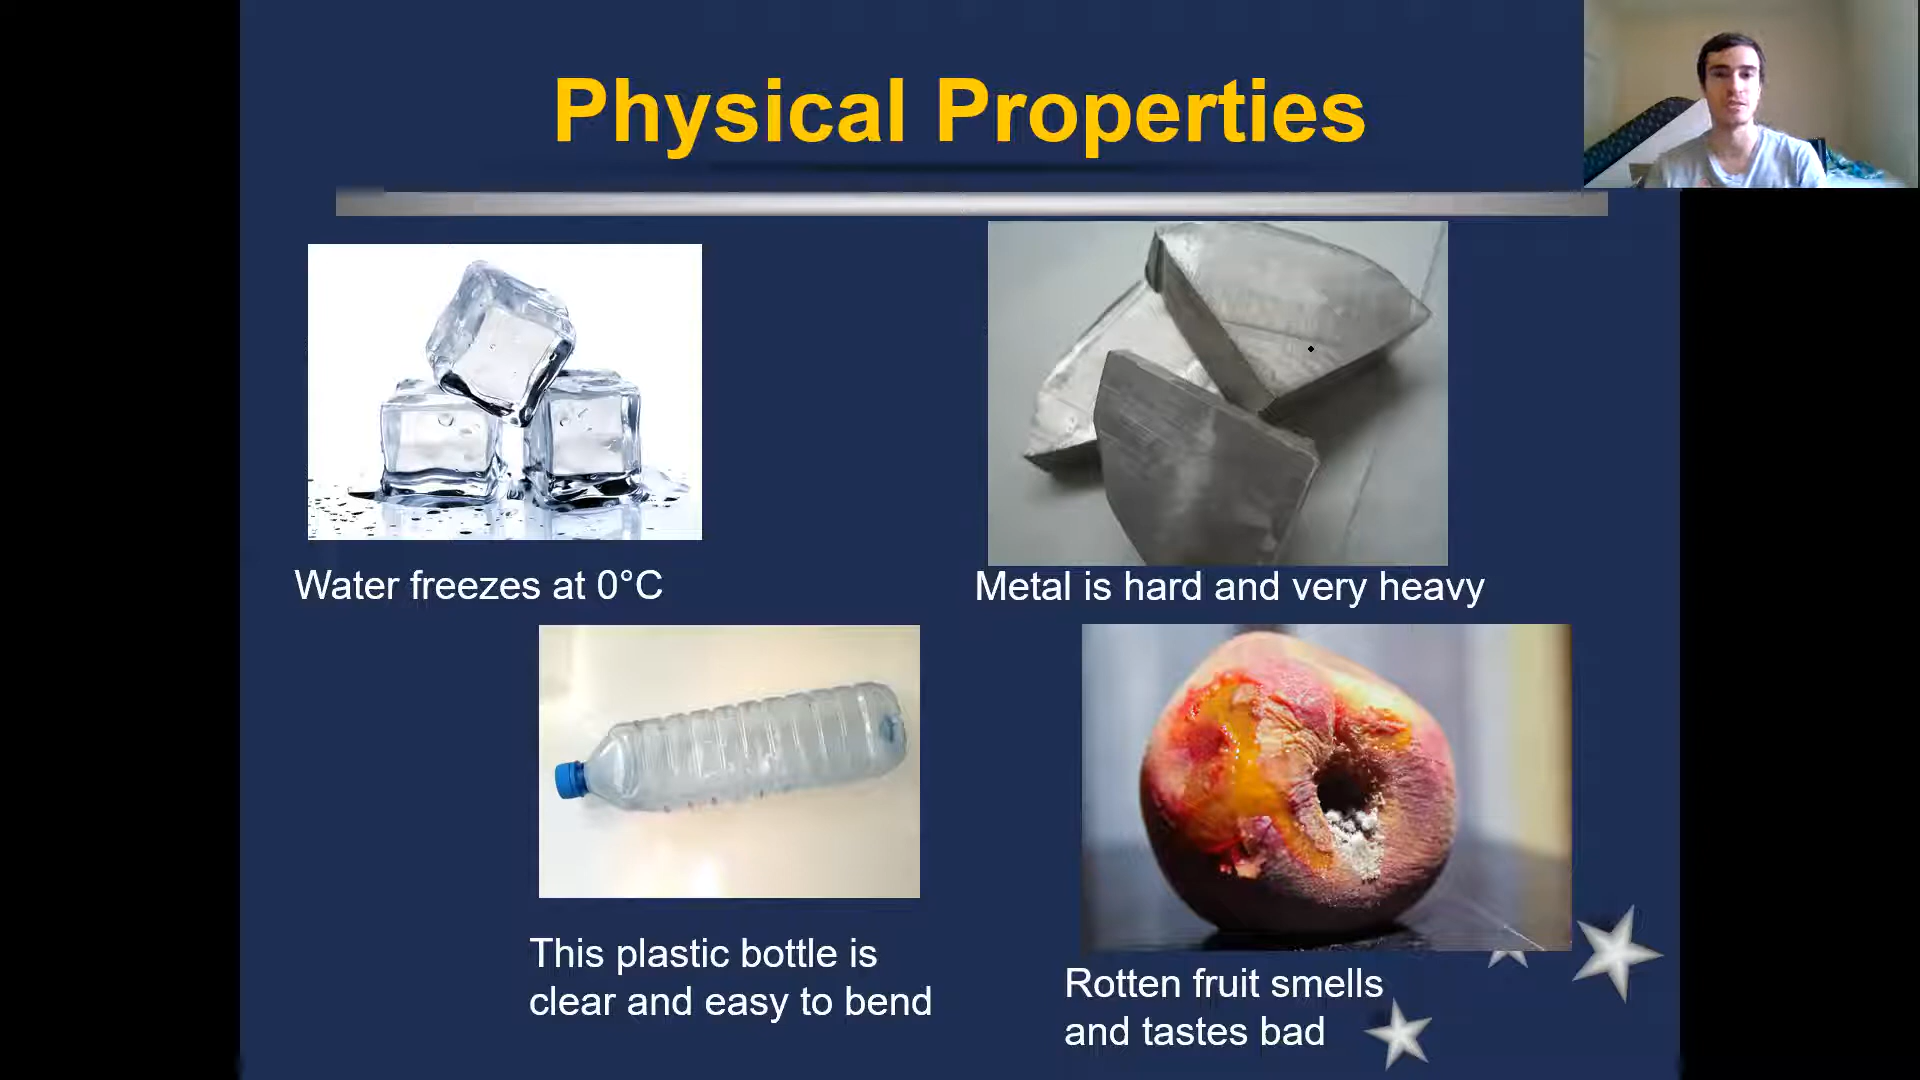 Physical Properties
Water freezes at 0°C
Metal is hard and very heavy
This plastic bottle is
clear and easy to bend
Rotten fruit smells
and tastes bad